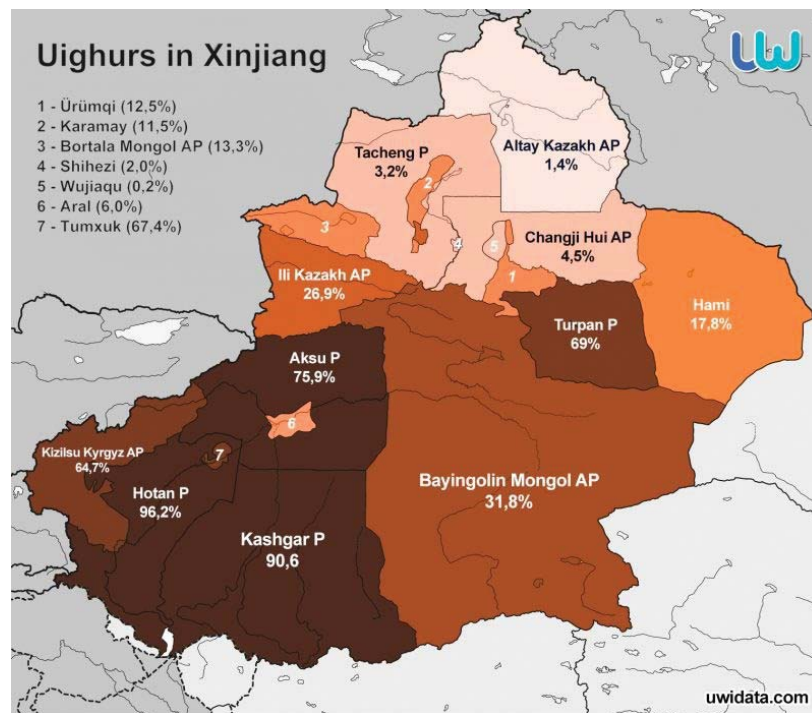 Uighurs in Xinjiang
UW
1 - Ürümqi (12,5%)
2 - Karamay (11,5%)
3 - Bortala Mongol AP (13,3%)
4 - Shihezi (2,0%)
5 - Wujiaqu (0,2%)
6 - Aral (6,0%)
7 - Tumxuk (67,4%)
Altay Kazakh AP
1,4%
Tacheng P
3,2%
2
3
4
5
Changji Hui AP
4,5%
1
Ili Kazakh AP
26,9%
Hami
17,8%
Turpan P
69%
Aksu P
75,9%
6
Kizilsu Kyrgyz AP
64,7%
7
Hotan P
96,2%
Bayingolin Mongol AP
31,8%
Kashgar P
90,6
uwidata.com